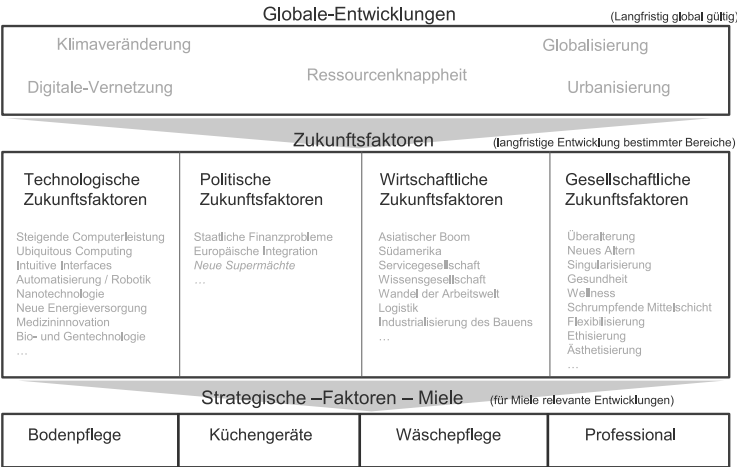 Globale-Entwicklungen
(Langfristig global gültig)
Klimaveränderung
Globalisierung
Ressourcenknappheit
Digitale-Vernetzung
Urbanisierung
Zukunftsfaktoren
(langfristige Entwicklung bestimmter Bereiche)
Technologische
Zukunftsfaktoren
Steigende Computerleistung
Ubiquitous Computing
Intuitive Interfaces
Automatisierung / Robotik
Nanotechnologie
Neue Energieversorgung
Medizininnovation
Bio- und Gentechnologie
...
Politische
Zukunftsfaktoren
Staatliche Finanzprobleme
Europäische Integration
Neue Supermächte
...
Wirtschaftliche
Zukunftsfaktoren
Asiatischer Boom
Südamerika
Servicegesellschaft
Wissensgesellschaft
Wandel der Arbeitswelt
Logistik
Industrialisierung des Bauens
...
Gesellschaftliche
Zukunftsfaktoren
Überalterung
Neues Altern
Singularisierung
Gesundheit
Wellness
Schrumpfende Mittelschicht
Flexibilisierung
Ethisierung
Ästhetisierung
...
Strategische –Faktoren – Miele
(für Miele relevante Entwicklungen)
Bodenpflege
Küchengeräte
Wäschepflege
Professional